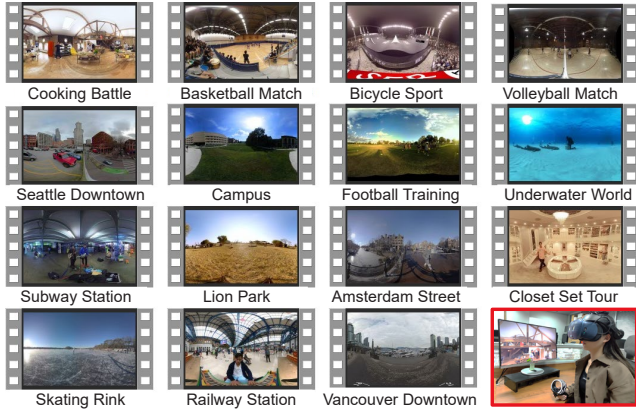 Cooking Battle
Basketball Match
Bicycle Sport
Volleyball Match
Seattle Downtown
Campus
Football Training
Underwater World
Subway Station
Lion Park
Amsterdam Street
Closet Set Tour
Skating Rink
Railway Station
Vancouver Downtown